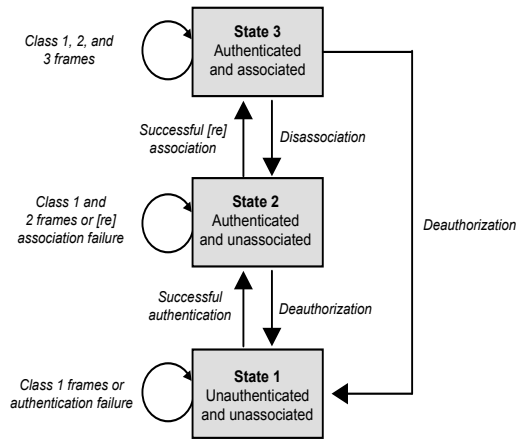 State 3
Authenticated
and associated
Class 1, 2, and
3 frames
Successful [re]
association
Disassociation
State 2
Authenticated
and unassociated
Class 1 and
2 frames or [re]
association failure
Deauthorization
Successful
authentication
Deauthorization
State 1
Unauthenticated
and unassociated
Class 1 frames or
authentication failure